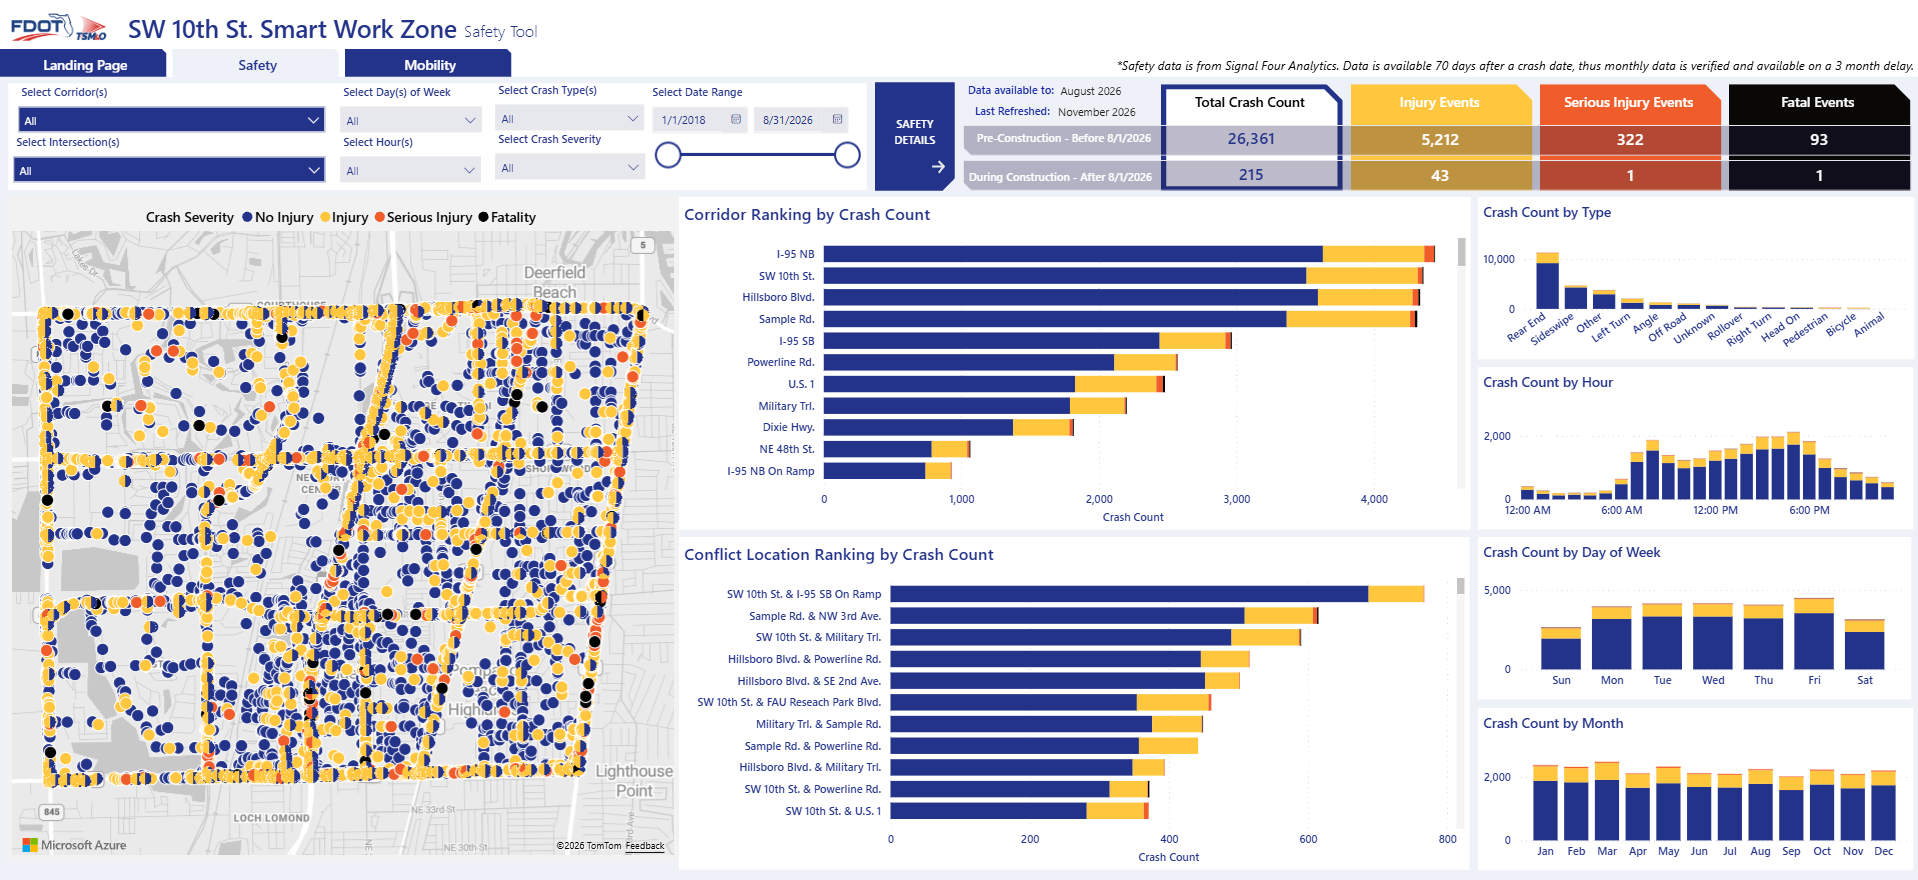 FDOT TSM&O
SW 10th St. Smart Work Zone Safety Tool
Landing Page
Safety
Mobility
*Safety data is from Signal Four Analytics. Data is available 70 days after a crash date, thus monthly data is verified and available on a 3 month delay.
Select Corridor(s)
All
Select Intersection(s)
All
Select Day(s) of Week
All
Select Hour(s)
All
Select Crash Type(s)
All
Select Crash Severity
All
Select Date Range
1/1/2018
8/31/2026
SAFETY
DETAILS
Data available to: August 2026
Last Refreshed: November 2026
Total Crash Count
Injury Events
Serious Injury Events
Fatal Events
Pre-Construction - Before 8/1/2026
26,361
5,212
322
93
During Construction - After 8/1/2026
215
43
1
1
Crash Severity No Injury Injury Serious Injury Fatality
5
Deerfield
Beach
Lighthouse
Point
845
LOCH LOMOND
NE 33rd St
NE 30th St
Microsoft Azure
©2026 TomTom Feedback
Corridor Ranking by Crash Count
I-95 NB
SW 10th St.
Hillsboro Blvd.
Sample Rd.
I-95 SB
Powerline Rd.
U.S. 1
Military Trl.
Dixie Hwy.
NE 48th St.
I-95 NB On Ramp
0
1,000
2,000
3,000
4,000
Crash Count
Conflict Location Ranking by Crash Count
SW 10th St. & I-95 SB On Ramp
Sample Rd. & NW 3rd Ave.
SW 10th St. & Military Trl.
Hillsboro Blvd. & Powerline Rd.
Hillsboro Blvd. & SE 2nd Ave.
SW 10th St. & FAU Reseach Park Blvd.
Military Trl. & Sample Rd.
Sample Rd. & Powerline Rd.
Hillsboro Blvd. & Military Trl.
SW 10th St. & Powerline Rd.
SW 10th St. & U.S. 1
0
200
400
600
800
Crash Count
Crash Count by Type
10,000
0
Rear End
Sideswipe
Other
Left Turn
Angle
Off Road
Unknown
Rollover
Right Turn
Head On
Pedestrian
Bicycle
Animal
Crash Count by Hour
2,000
0
12:00 AM
6:00 AM
12:00 PM
6:00 PM
Crash Count by Day of Week
5,000
0
Sun
Mon
Tue
Wed
Thu
Fri
Sat
Crash Count by Month
2,000
0
Jan
Feb
Mar
Apr
May
Jun
Jul
Aug
Sep
Oct
Nov
Dec